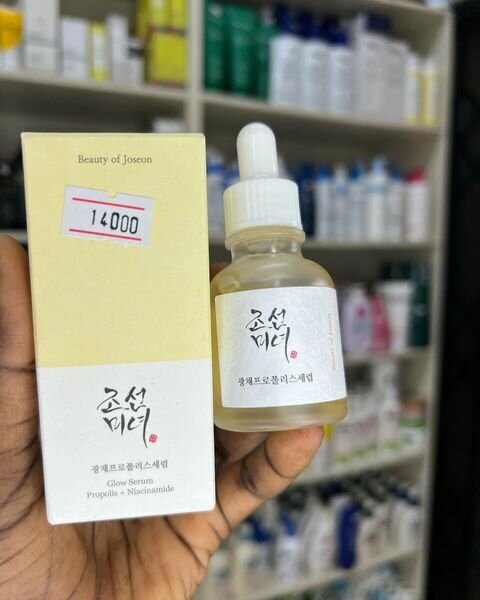 Beauty of Joseon
14000
조선
미녀
광채프로폴리스세럼
Glow Serum
Propolis + Niacinamide
조선
미녀
광채프로폴리스세럼
Beauty of Joseon